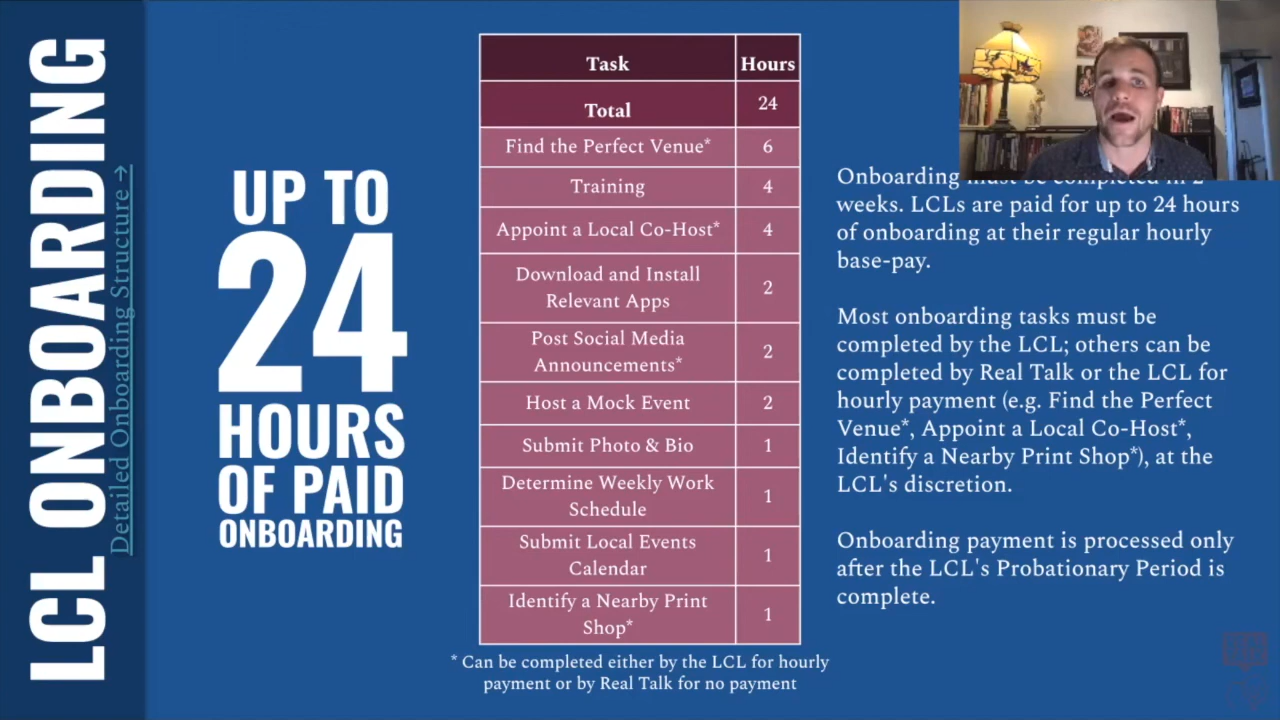 LCL ONBOARDING
Detailed Onboarding Structure →
UP TO
24
HOURS
OF PAID
ONBOARDING
Task Hours
Total 24
Find the Perfect Venue* 6
Training 4
Appoint a Local Co-Host* 4
Download and Install
Relevant Apps 2
Post Social Media
Announcements* 2
Host a Mock Event 2
Submit Photo & Bio 1
Determine Weekly Work
Schedule 1
Submit Local Events
Calendar 1
Identify a Nearby Print
Shop* 1
* Can be completed either by the LCL for hourly
payment or by Real Talk for no payment
Onboarding must be completed in 2
weeks. LCLs are paid for up to 24 hours
of onboarding at their regular hourly
base-pay.
Most onboarding tasks must be
completed by the LCL; others can be
completed by Real Talk or the LCL for
hourly payment (e.g. Find the Perfect
Venue*, Appoint a Local Co-Host*,
Identify a Nearby Print Shop*), at the
LCL's discretion.
Onboarding payment is processed only
after the LCL's Probationary Period is
complete.